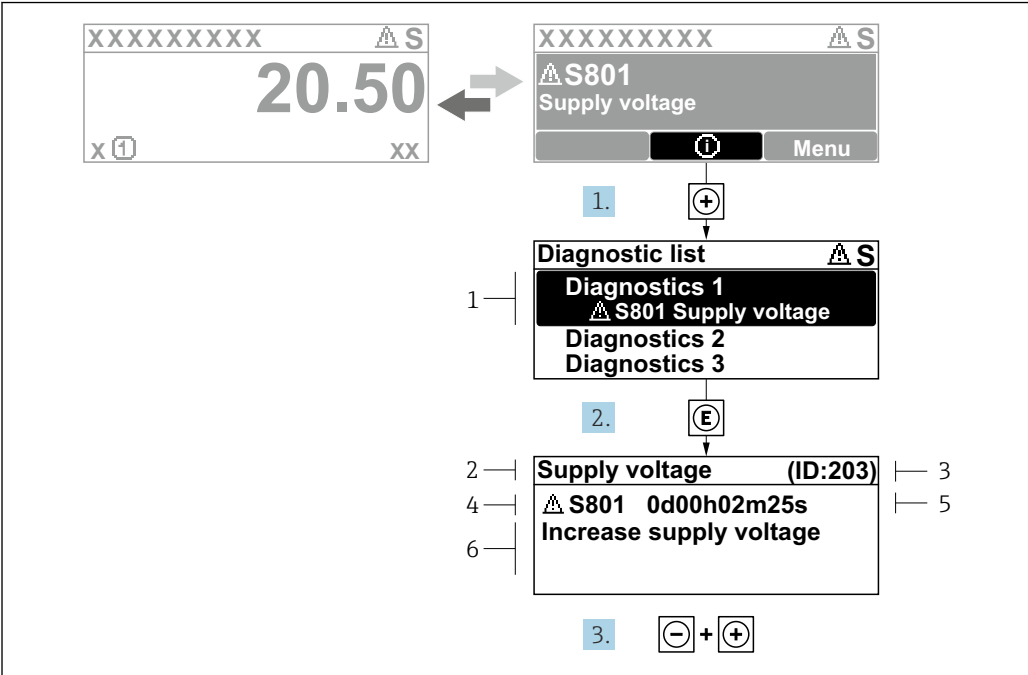 XXXXXXXXX ⚠ S
20.50
X 1 XX
XXXXXXXXX ⚠ S
⚠ S801
Supply voltage
i Menu
1. +
Diagnostic list ⚠ S
1 Diagnostics 1
⚠ S801 Supply voltage
Diagnostics 2
Diagnostics 3
2. E
2 Supply voltage (ID:203) 3
4 ⚠ S801 0d00h02m25s 5
6 Increase supply voltage
3. - + +